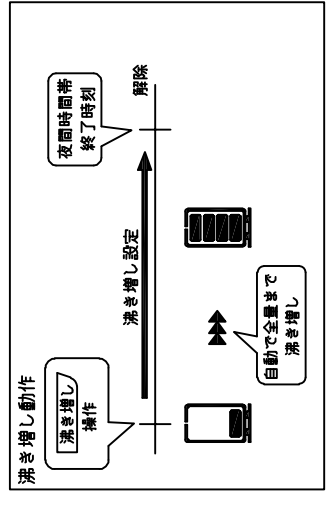 沸き増し動作
沸き増し
操作
沸き増し設定
夜間時間帯
終了時刻
解除
自動で全量まで
沸き増し